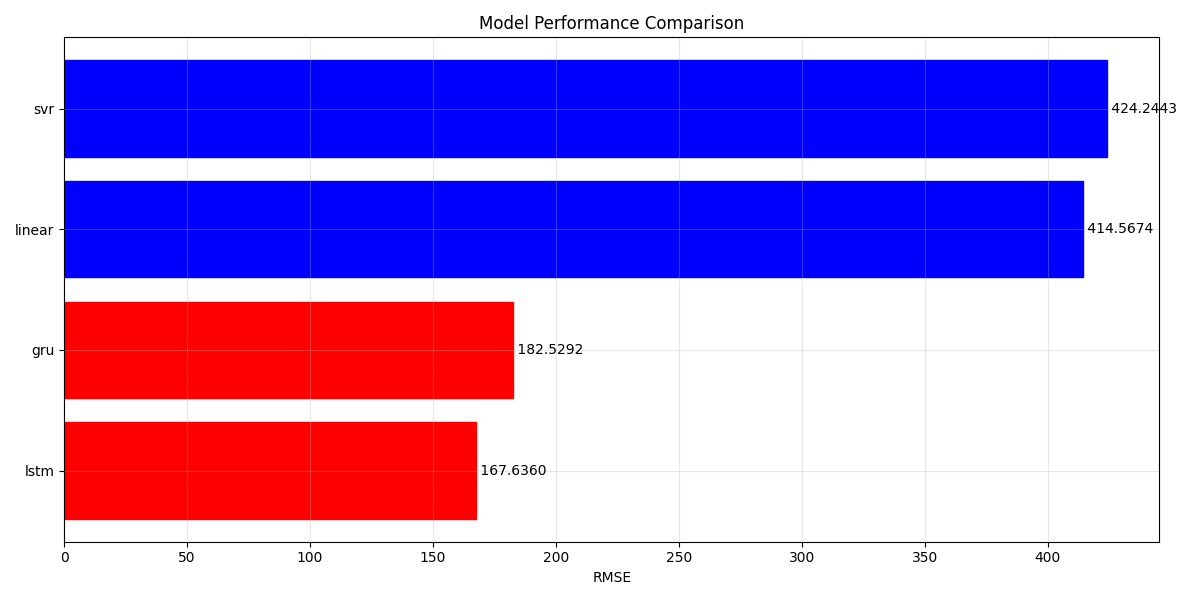 Model Performance Comparison
svr
424.2443
linear
414.5674
gru
182.5292
lstm
167.6360
0 50 100 150 200 250 300 350 400
RMSE